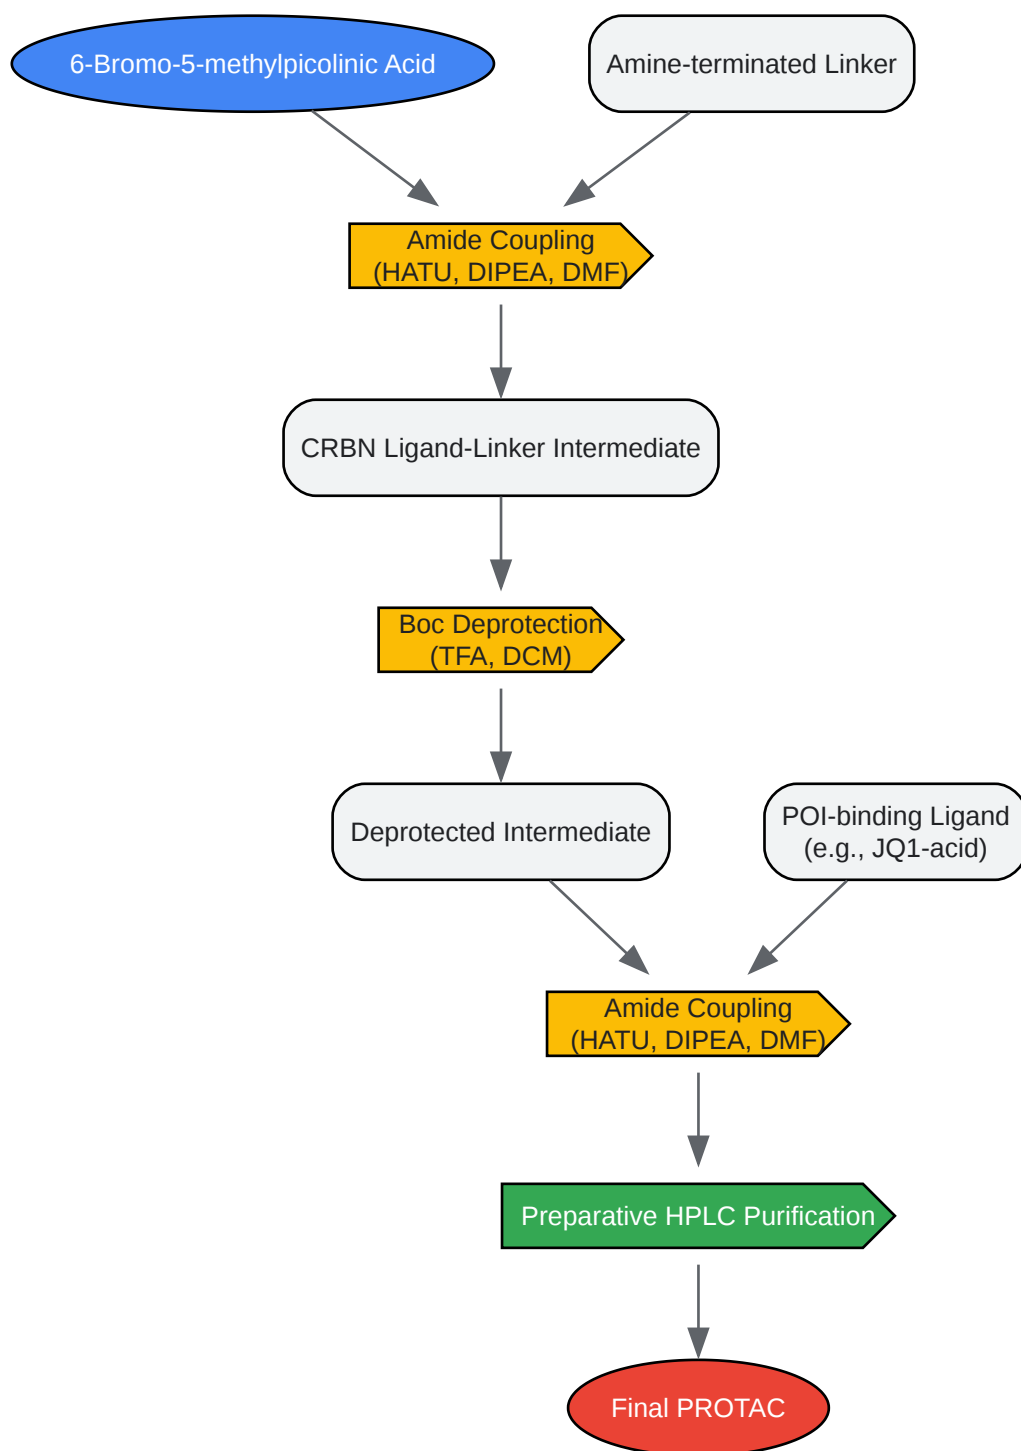 6-Bromo-5-methylpicolinic Acid
Amine-terminated Linker
Amide Coupling
(HATU, DIPEA, DMF)
CRBN Ligand-Linker Intermediate
Boc Deprotection
(TFA, DCM)
Deprotected Intermediate
POI-binding Ligand
(e.g., JQ1-acid)
Amide Coupling
(HATU, DIPEA, DMF)
Preparative HPLC Purification
Final PROTAC